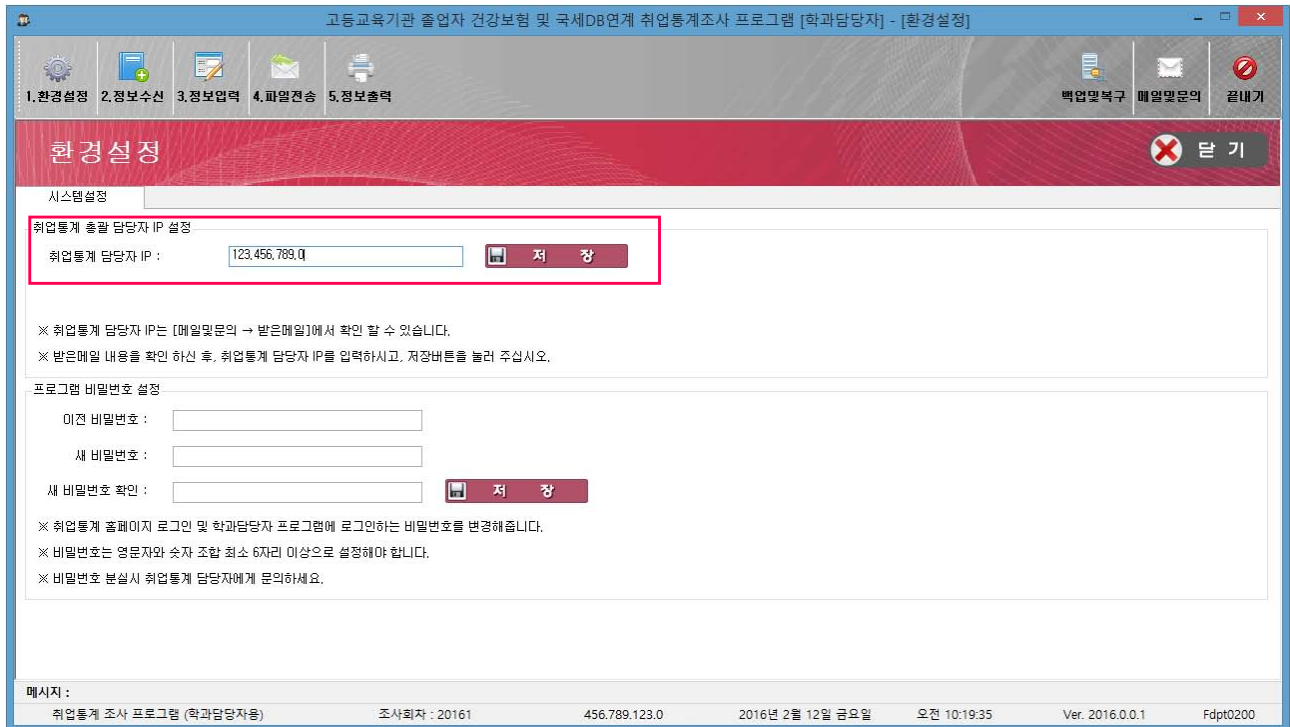 고등교육기관 졸업자 건강보험 및 국세DB연계 취업통계조사 프로그램 [학과담당자] - [환경설정]
1.환경설정 2.정보수신 3.정보입력 4.파일전송 5.정보출력 백업및복구 메일및문의 끝내기
환경설정 닫 기
시스템설정
취업통계 총괄 담당자 IP 설정
취업통계 담당자 IP : 123,456,789,0 저 장
※ 취업통계 담당자 IP는 [메일및문의 → 받은메일]에서 확인 할 수 있습니다.
※ 받은메일 내용을 확인 하신 후, 취업통계 담당자 IP를 입력하시고, 저장버튼을 눌러 주십시오.
프로그램 비밀번호 설정
이전 비밀번호 :
새 비밀번호 :
새 비밀번호 확인 : 저 장
※ 취업통계 홈페이지 로그인 및 학과담당자 프로그램에 로그인하는 비밀번호를 변경해줍니다.
※ 비밀번호는 영문자와 숫자 조합 최소 6자리 이상으로 설정해야 합니다.
※ 비밀번호 분실시 취업통계 담당자에게 문의하세요.
메시지 :
취업통계 조사 프로그램 (학과담당자용) 조사회차 : 20161 456.789.123.0 2016년 2월 12일 금요일 오전 10:19:35 Ver. 2016.0.0.1 Fdpt0200